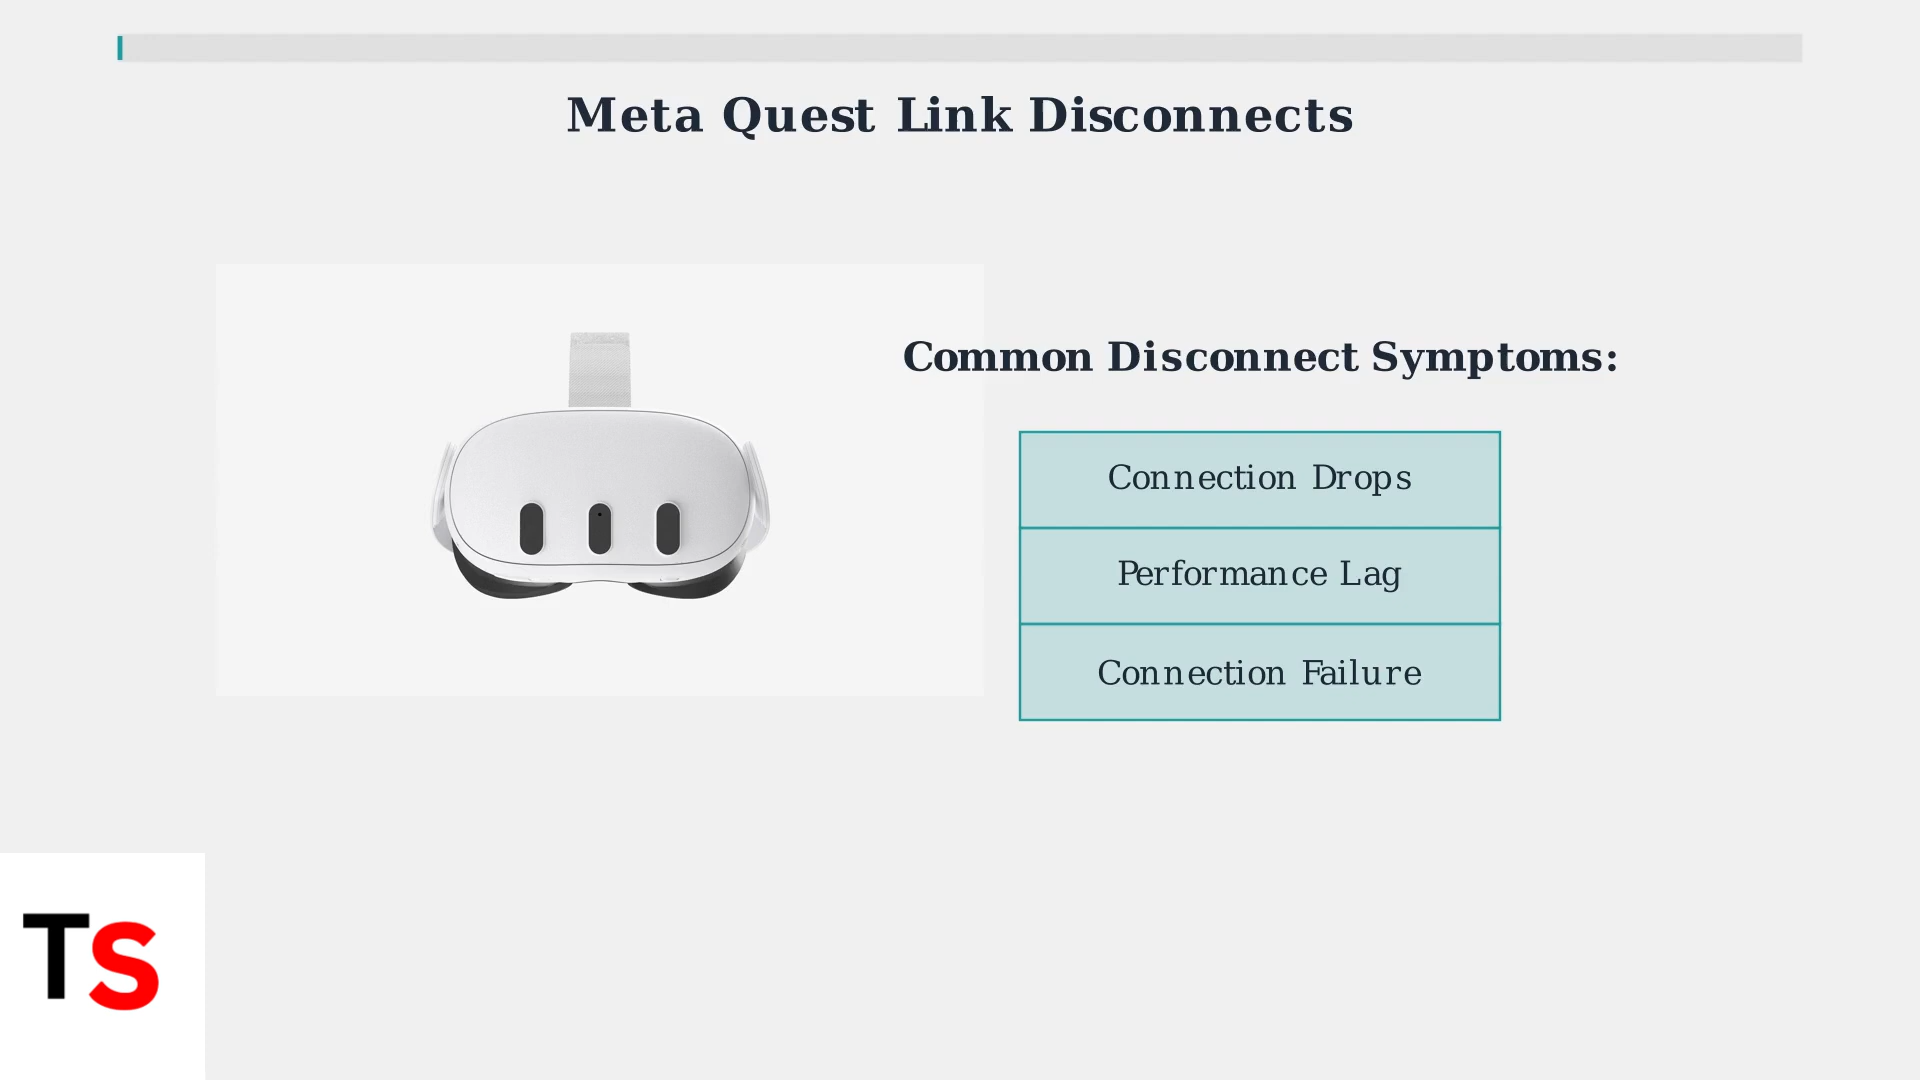 Meta Quest Link Disconnects
Common Disconnect Symptoms:
Connection Drops
Performance Lag
Connection Failure
TS